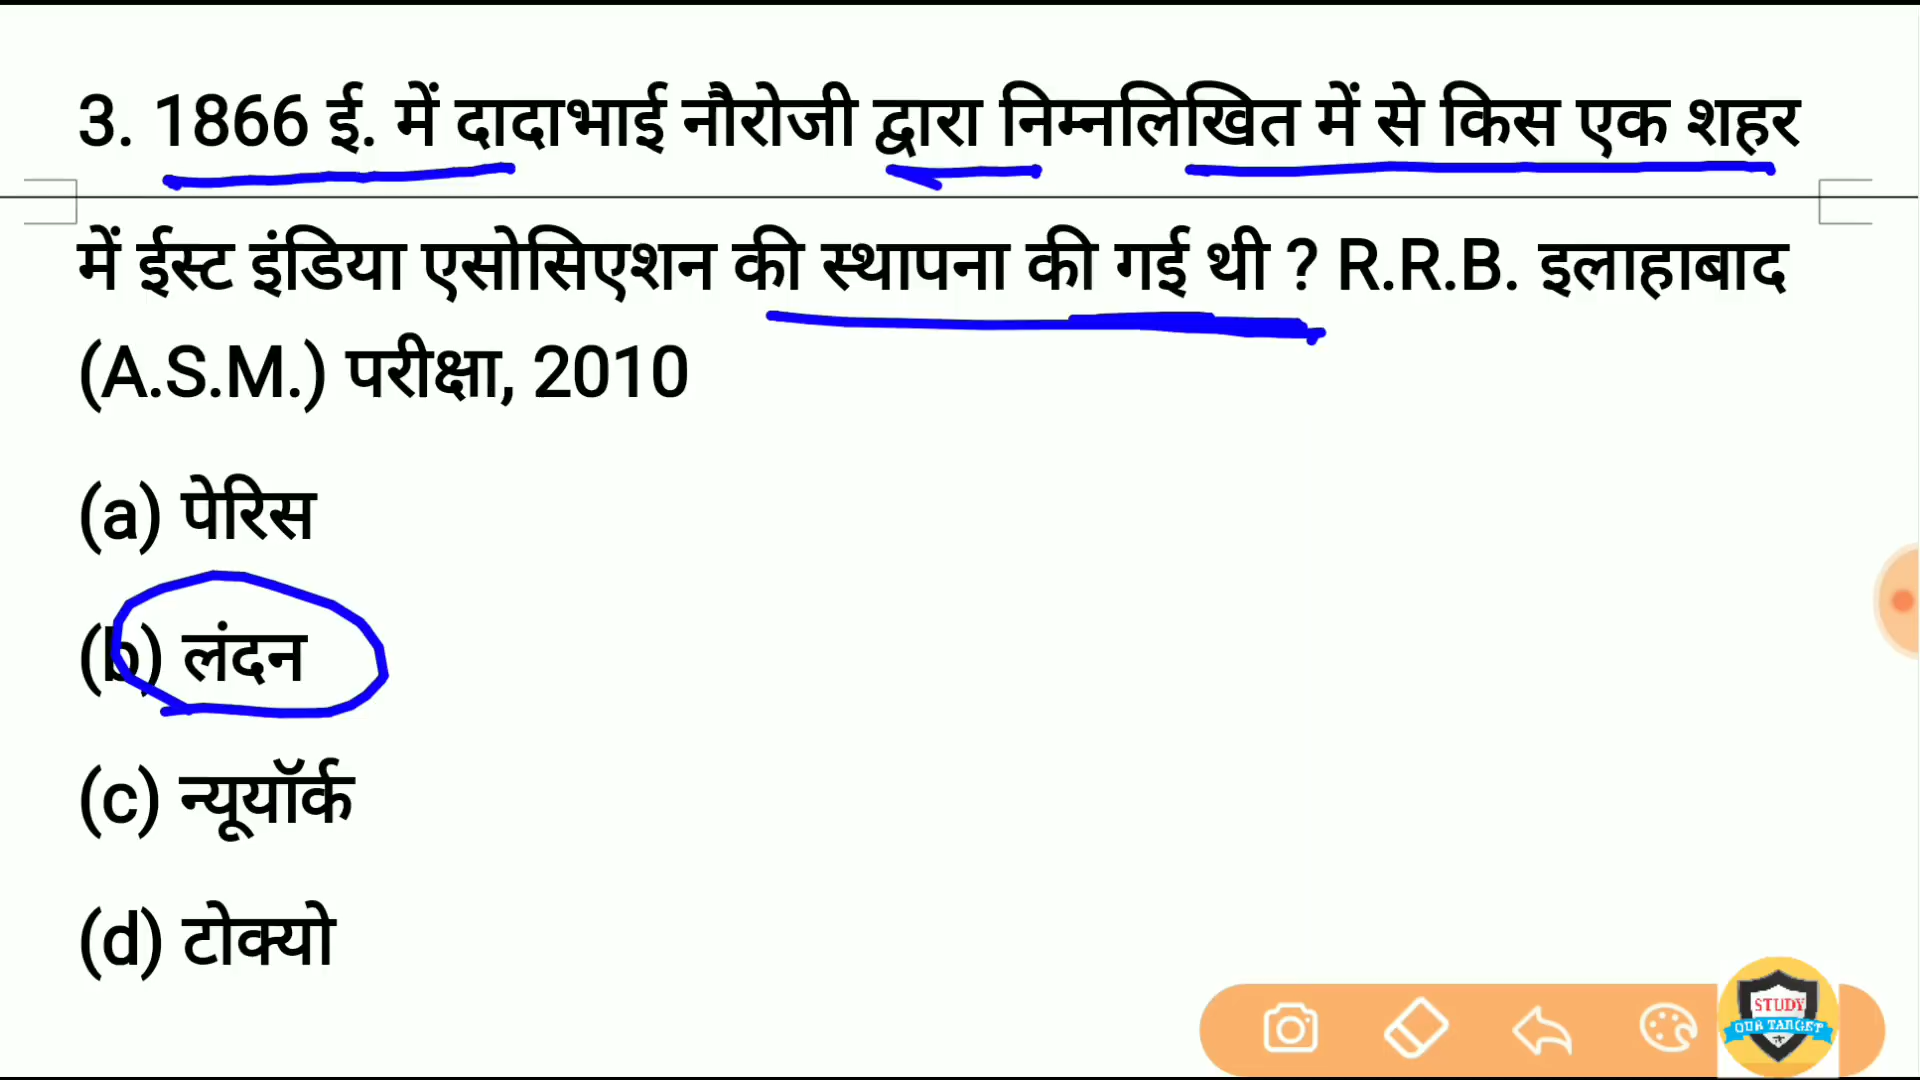 3. 1866 ई. में दादाभाई नौरोजी द्वारा निम्नलिखित में से किस एक शहर
में ईस्ट इंडिया एसोसिएशन की स्थापना की गई थी ? R.R.B. इलाहाबाद
(A.S.M.) परीक्षा, 2010
(a) पेरिस
(b) लंदन
(c) न्यूयॉर्क
(d) टोक्यो
STUDY
OUR TARGET